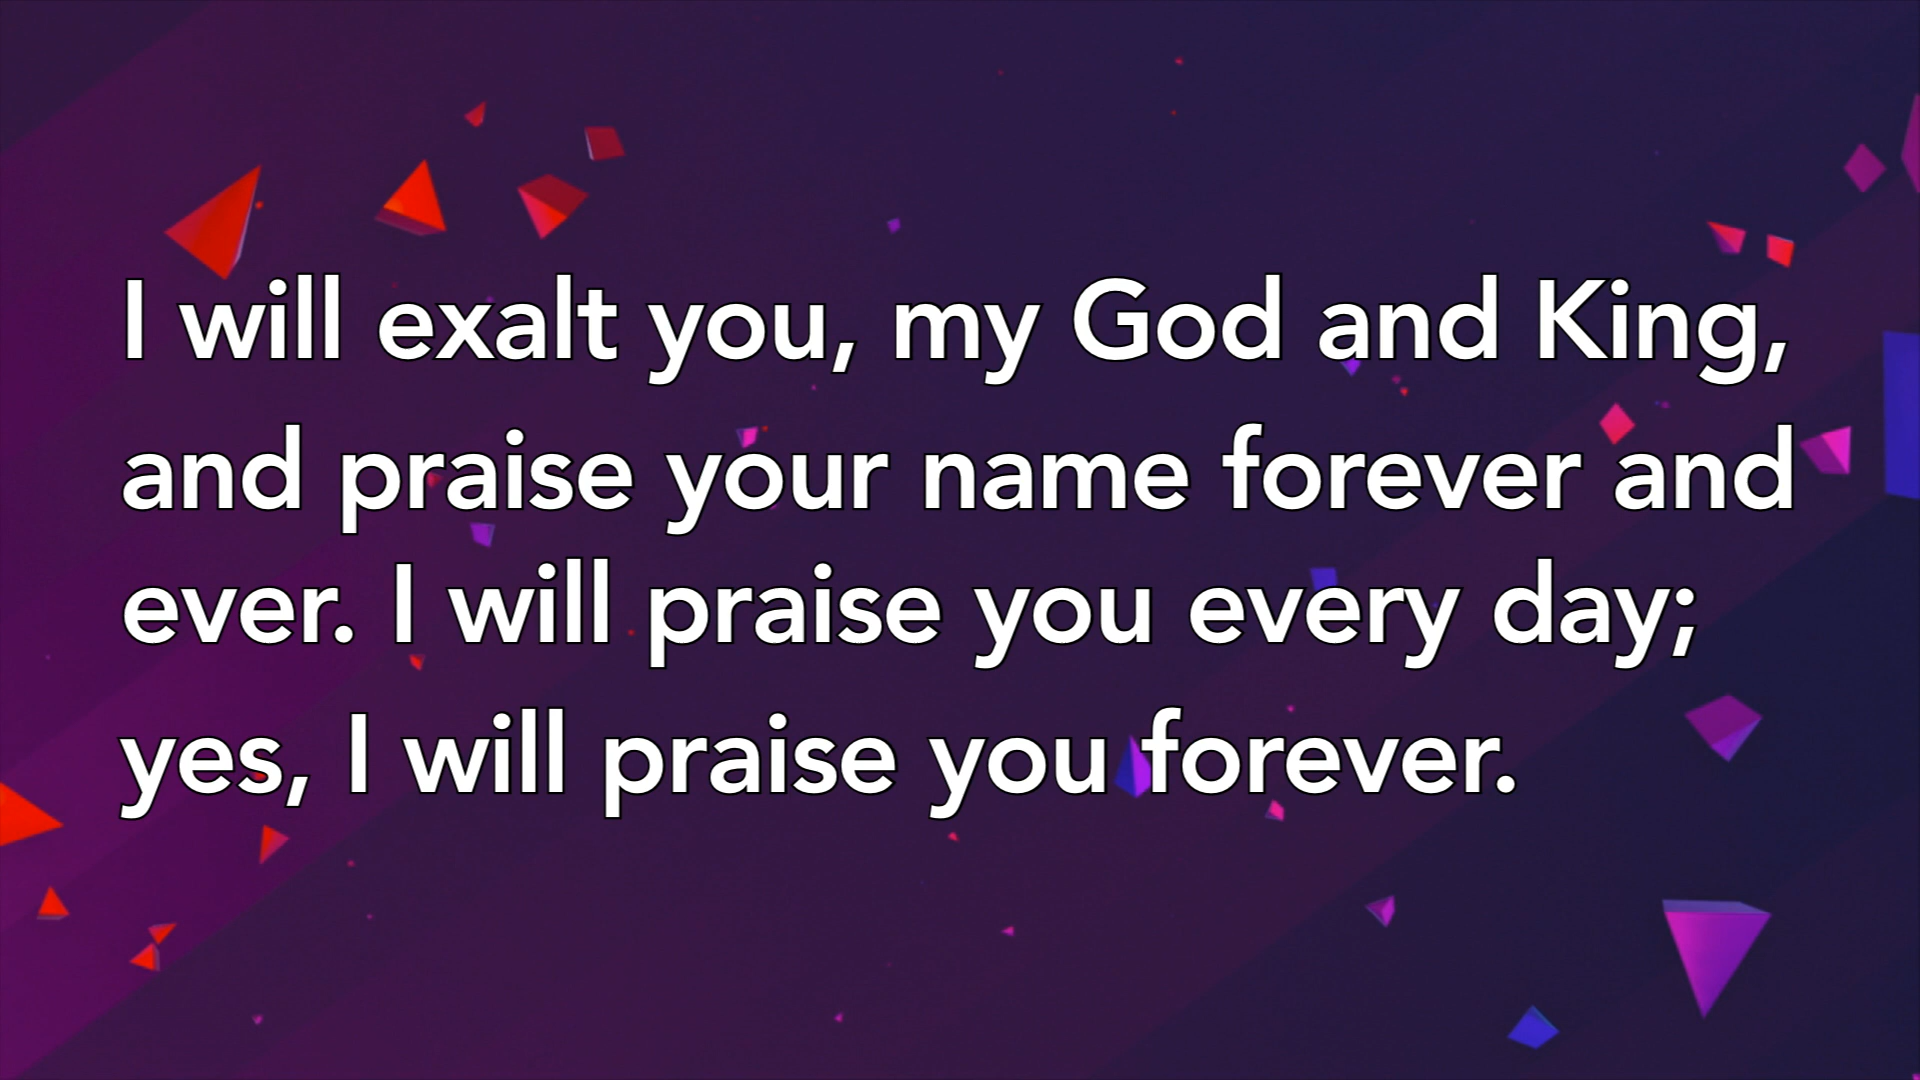 I will exalt you, my God and King,
and praise your name forever and
ever. I will praise you every day;
yes, I will praise you forever.